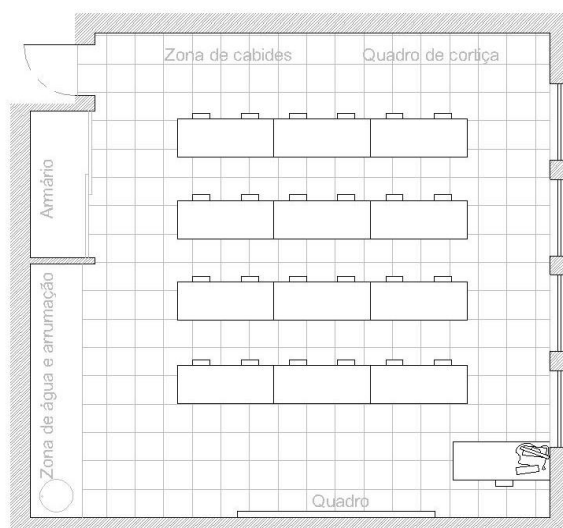 Zona de cabides
Quadro de cortiça
Armário
Zona de água e arrumação
Quadro